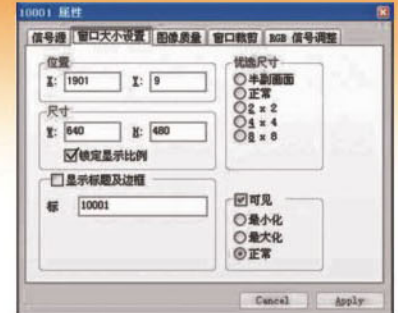 10001 属性
信号源 窗口大小设置 图像质量 窗口裁剪 RGB 信号调整
位置
X: 1901 Y: 9
尺寸
W: 640 H: 480
锁定显示比例
显示标题及边框
标 10001
优选尺寸
半副画面
正常
2 x 2
4 x 4
8 x 8
可见
最小化
最大化
正常
Cancel Apply